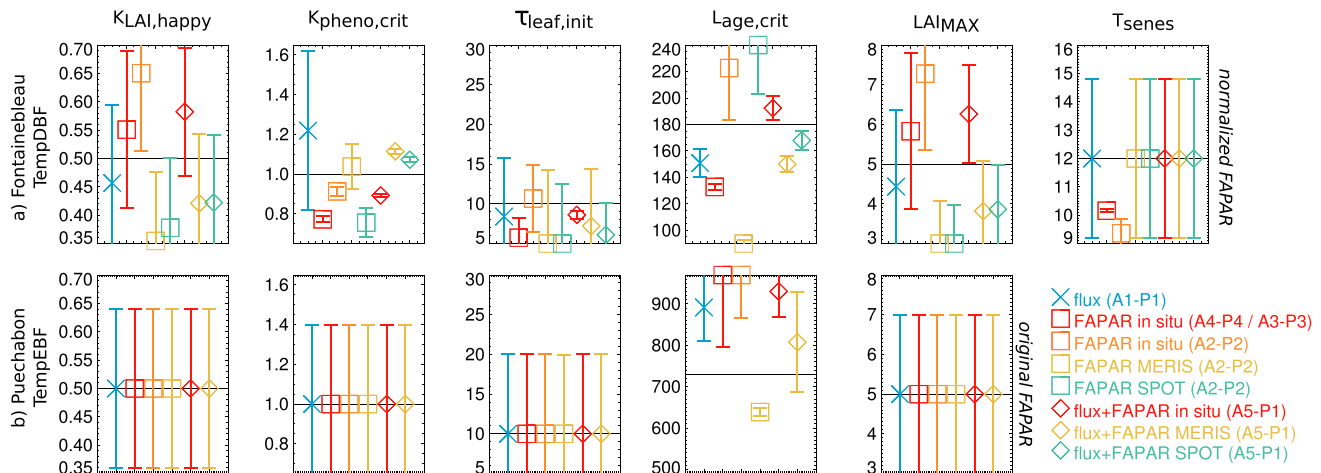 K_LAI,happy K_pheno,crit τ_leaf,init L_age,crit LAI_MAX T_senes
a) Fontainebleau
TempDBF
0.70 0.65 0.60 0.55 0.50 0.45 0.40 0.35
1.6 1.4 1.2 1.0 0.8
30 25 20 15 10 5
240 220 200 180 160 140 120 100
8 7 6 5 4 3
16 15 14 13 12 11 10 9
normalized FAPAR
b) Puechabon
TempEBF
0.70 0.65 0.60 0.55 0.50 0.45 0.40 0.35
1.6 1.4 1.2 1.0 0.8
30 25 20 15 10 5
900 800 700 600 500
8 7 6 5 4 3
original FAPAR
flux (A1-P1)
FAPAR in situ (A4-P4 / A3-P3)
FAPAR in situ (A2-P2)
FAPAR MERIS (A2-P2)
FAPAR SPOT (A2-P2)
flux+FAPAR in situ (A5-P1)
flux+FAPAR MERIS (A5-P1)
flux+FAPAR SPOT (A5-P1)